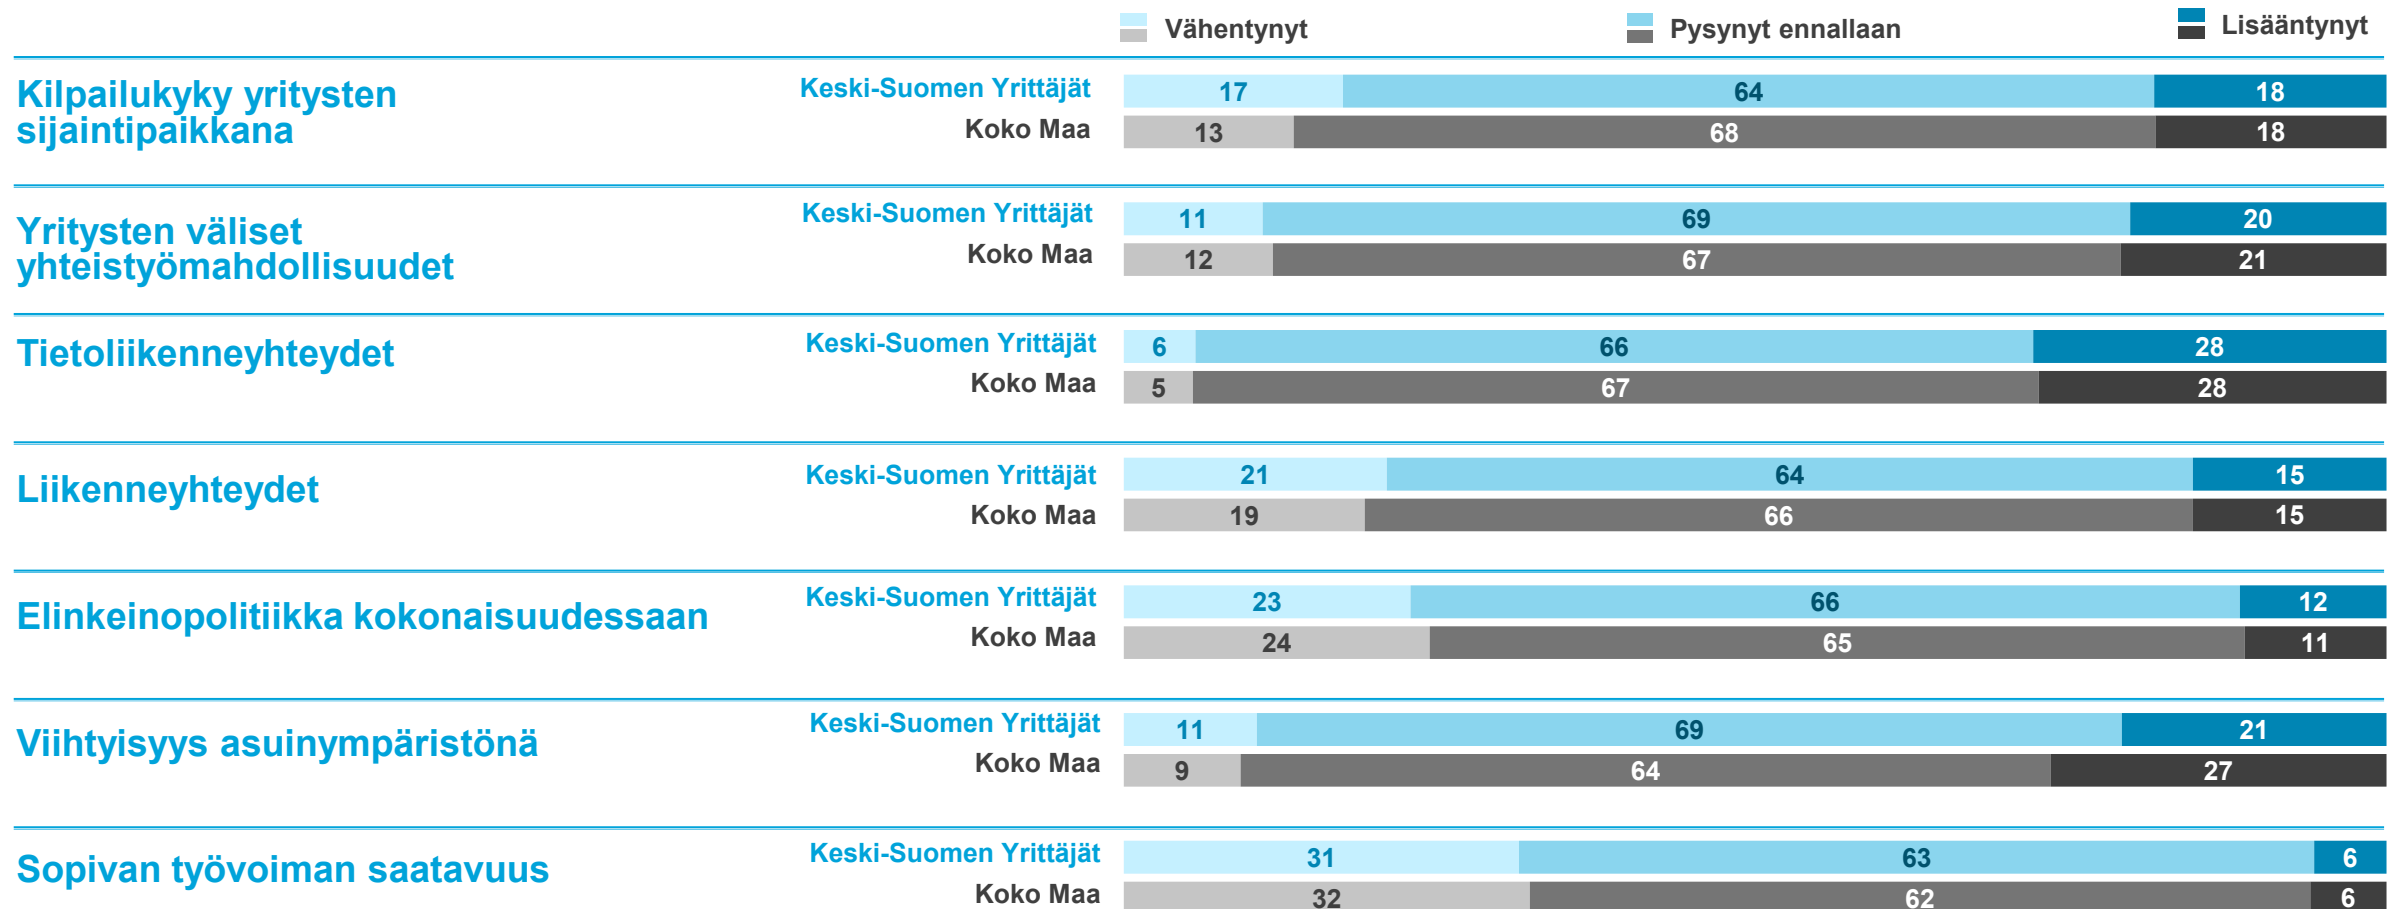 Vähentynyt Pysynyt ennallaan Lisääntynyt
Kilpailukyky yritysten
sijaintipaikkana
Keski-Suomen Yrittäjät 17 64 18
Koko Maa 13 68 18
Yritysten väliset
yhteistyömahdollisuudet
Keski-Suomen Yrittäjät 11 69 20
Koko Maa 12 67 21
Tietoliikenneyhteydet
Keski-Suomen Yrittäjät 6 66 28
Koko Maa 5 67 28
Liikenneyhteydet
Keski-Suomen Yrittäjät 21 64 15
Koko Maa 19 66 15
Elinkeinopolitiikka kokonaisuudessaan
Keski-Suomen Yrittäjät 23 66 12
Koko Maa 24 65 11
Viihtyisyys asuinympäristönä
Keski-Suomen Yrittäjät 11 69 21
Koko Maa 9 64 27
Sopivan työvoiman saatavuus
Keski-Suomen Yrittäjät 31 63 6
Koko Maa 32 62 6